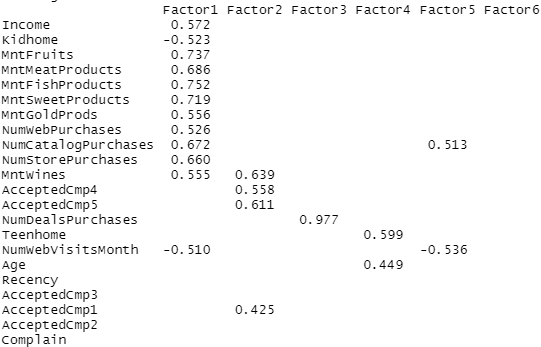 Factor1 Factor2 Factor3 Factor4 Factor5 Factor6
Income 0.572
Kidhome -0.523
MntFruits 0.737
MntMeatProducts 0.686
MntFishProducts 0.752
MntSweetProducts 0.719
MntGoldProds 0.556
NumWebPurchases 0.526
NumCatalogPurchases 0.672 0.513
NumStorePurchases 0.660
MntWines 0.555 0.639
AcceptedCmp4 0.558
AcceptedCmp5 0.611
NumDealsPurchases 0.977
Teenhome 0.599
NumWebVisitsMonth -0.510 -0.536
Age 0.449
Recency
AcceptedCmp3
AcceptedCmp1 0.425
AcceptedCmp2
Complain